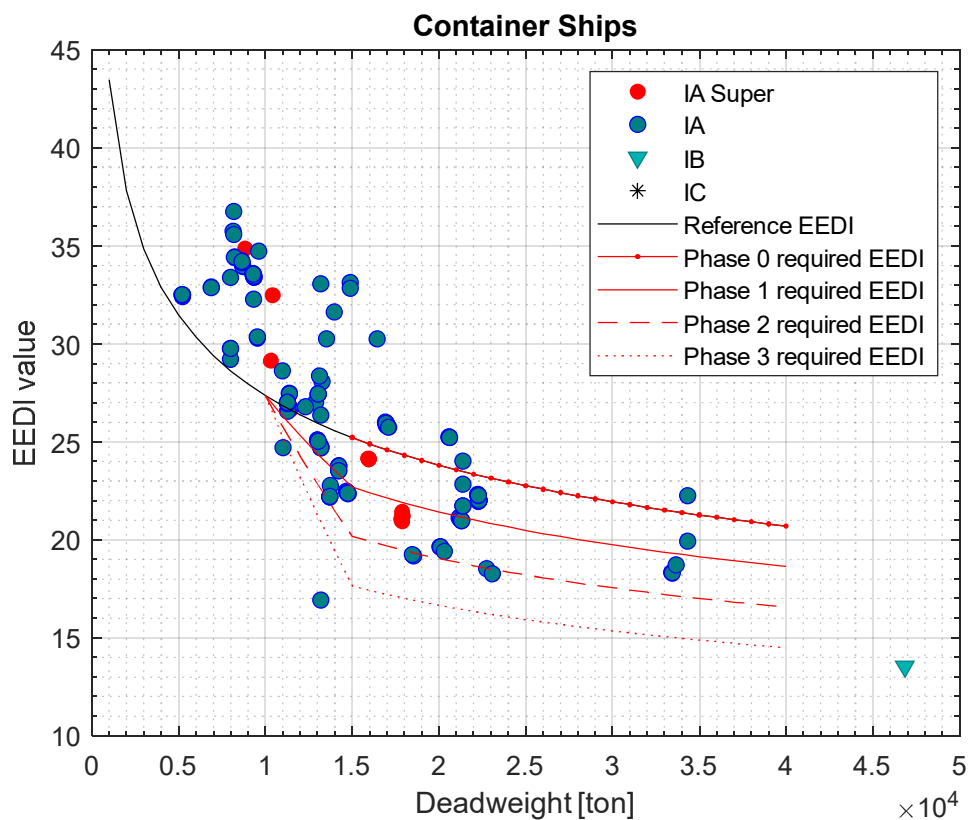 Container Ships
45
40
35
30
25
20
15
10
EEDI value
IA Super
IA
IB
IC
Reference EEDI
Phase 0 required EEDI
Phase 1 required EEDI
Phase 2 required EEDI
Phase 3 required EEDI
0 0.5 1 1.5 2 2.5 3 3.5 4 4.5 5
Deadweight [ton]
×10⁴